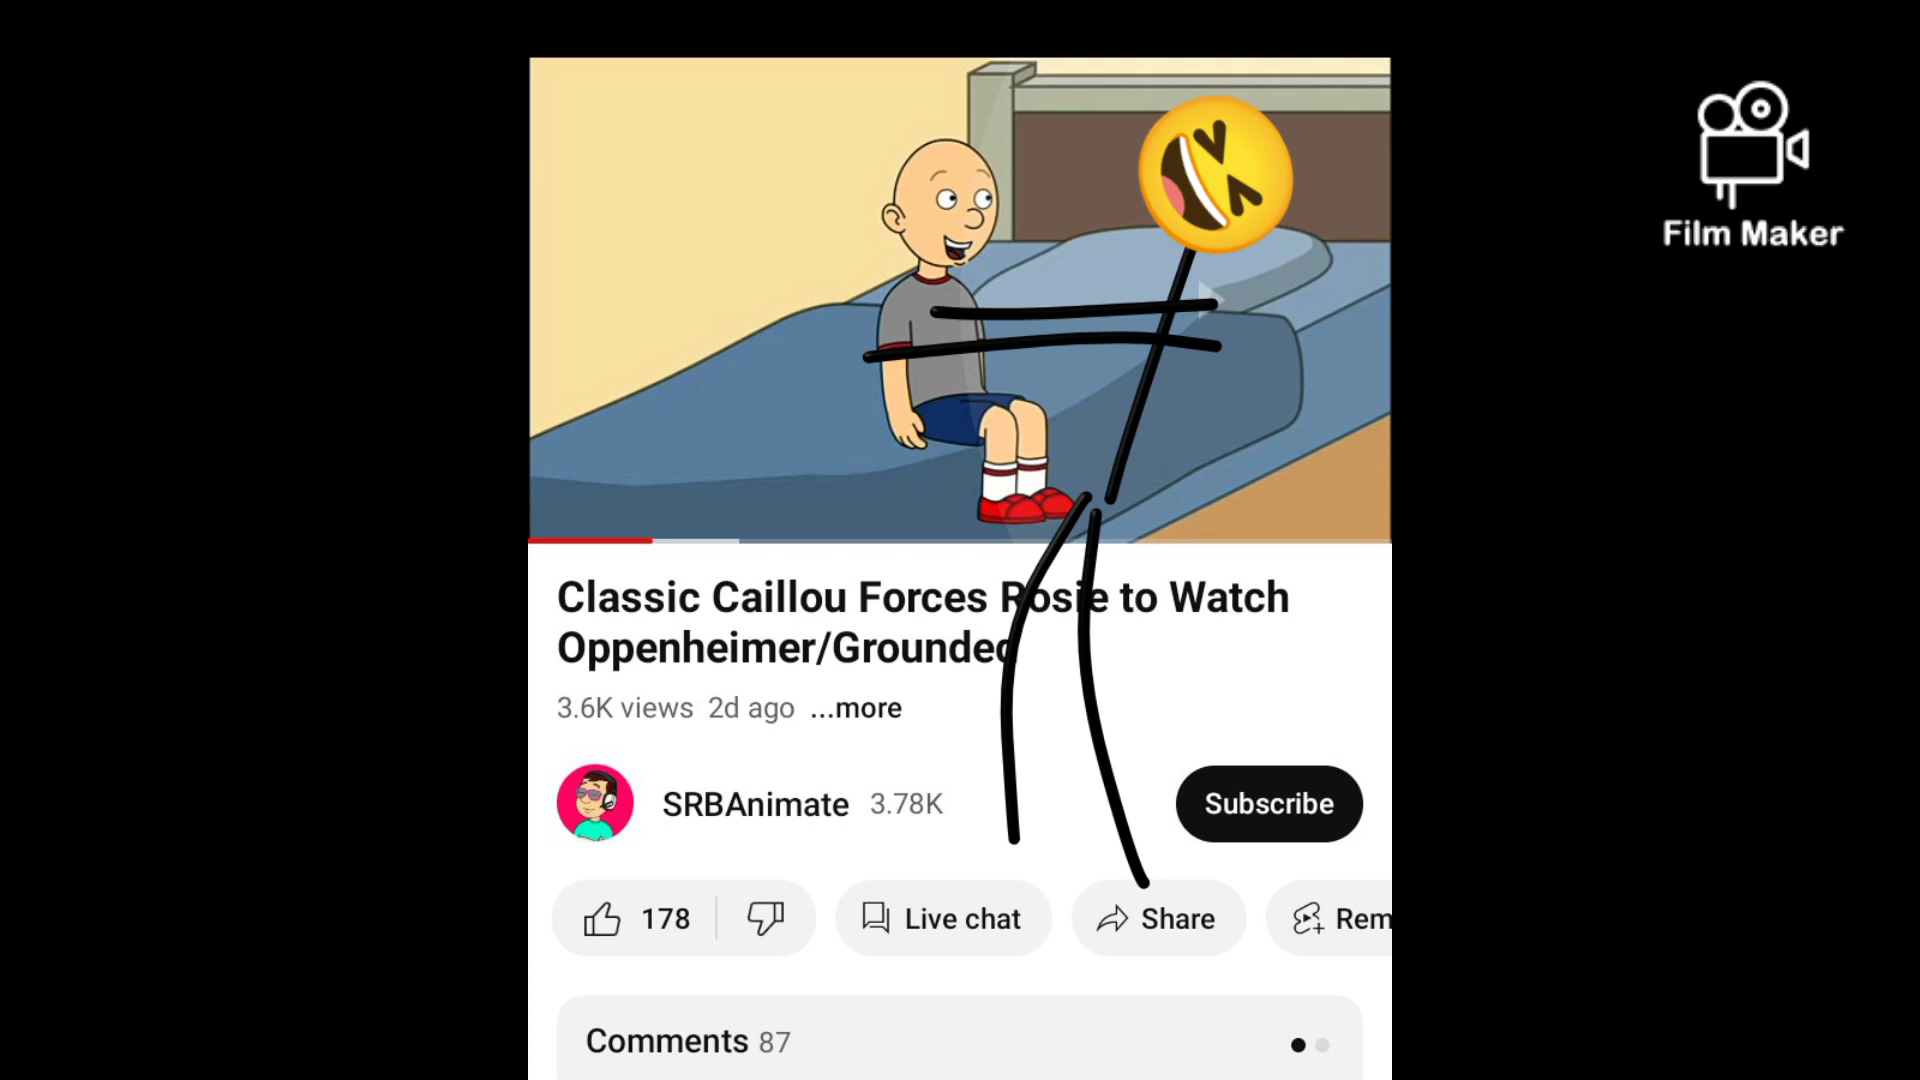 Film Maker
Classic Caillou Forces Rosie to Watch
Oppenheimer/Grounded
3.6K views 2d ago ...more
SRBAnimate 3.78K
Subscribe
178
Live chat
Share
Rem
Comments 87